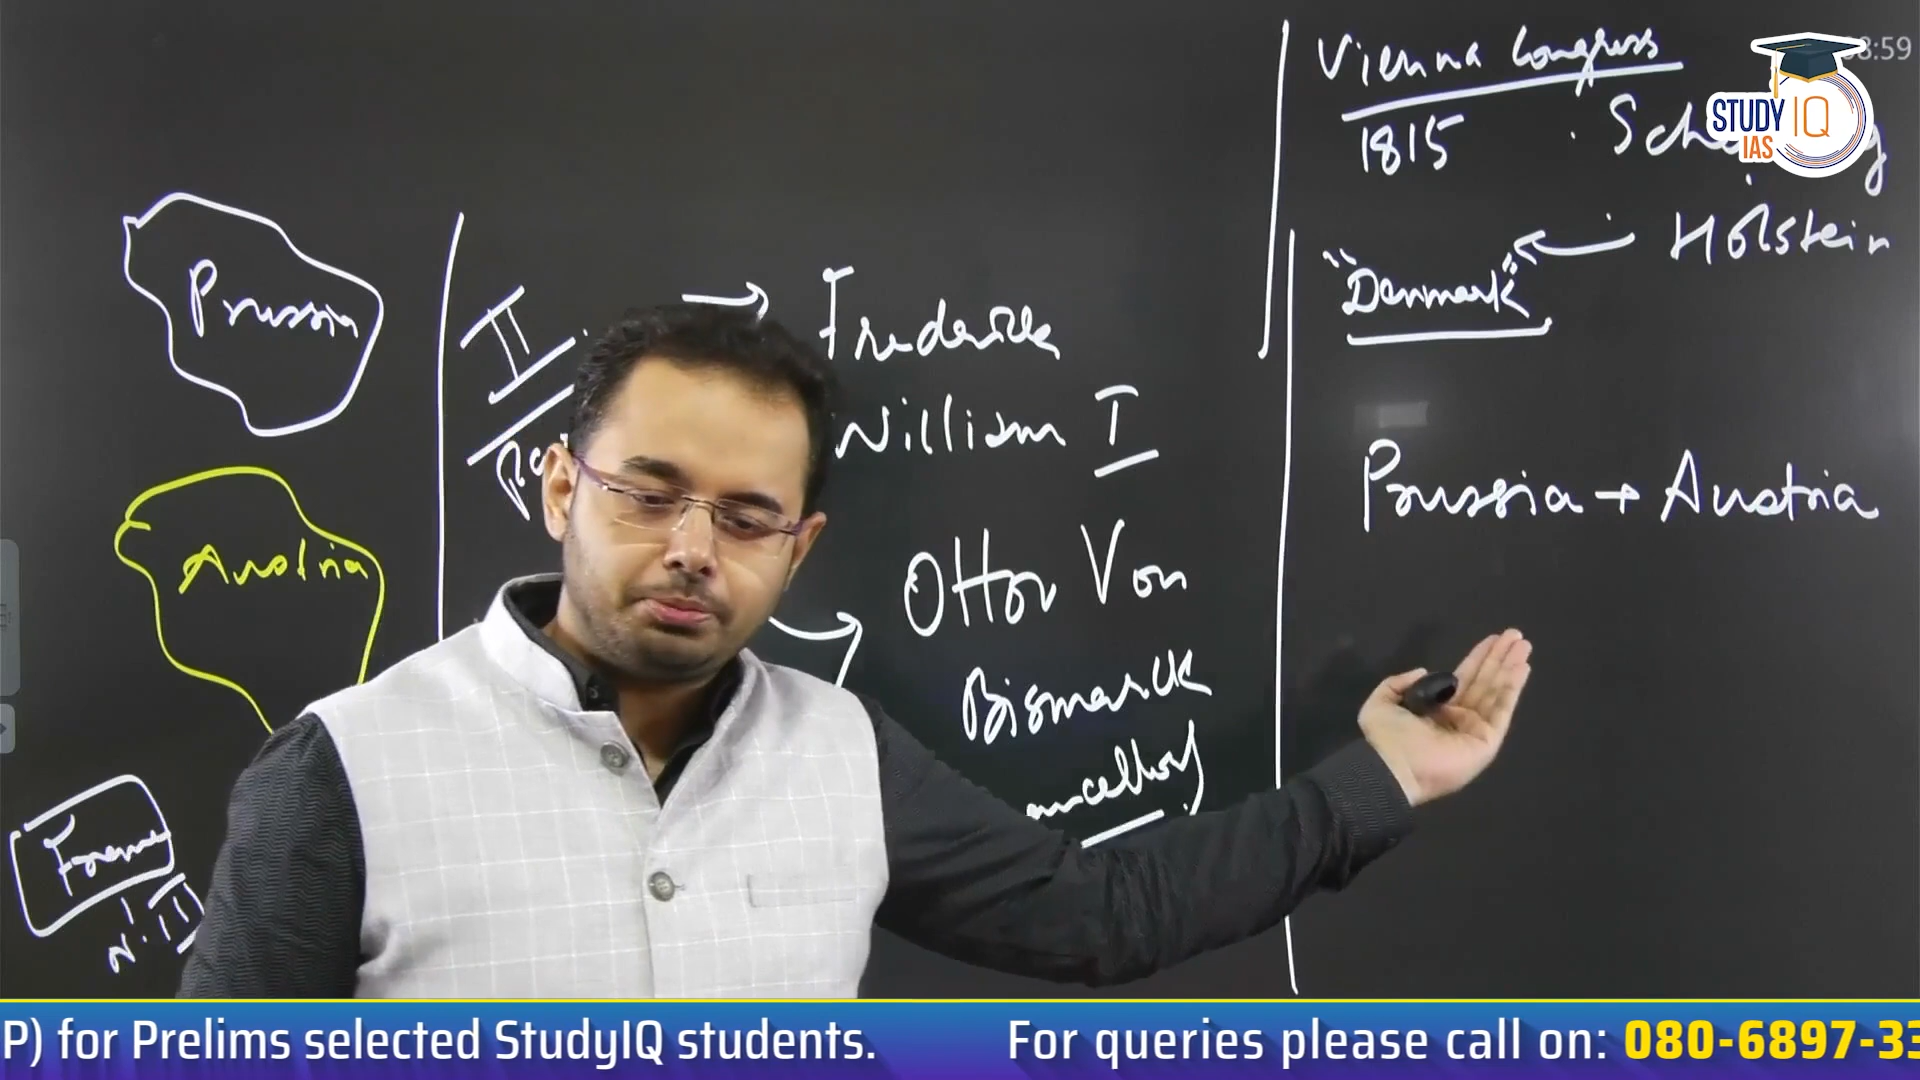 Vienna Congress
1815
Holstein
"Denmark"
Prussia + Austria
Prussia
Austria
II
Frederick
William I
Otto Von
Bismarck
France
N. III
STUDY IQ
IAS
P) for Prelims selected StudyIQ students.
For queries please call on: 080-6897-33